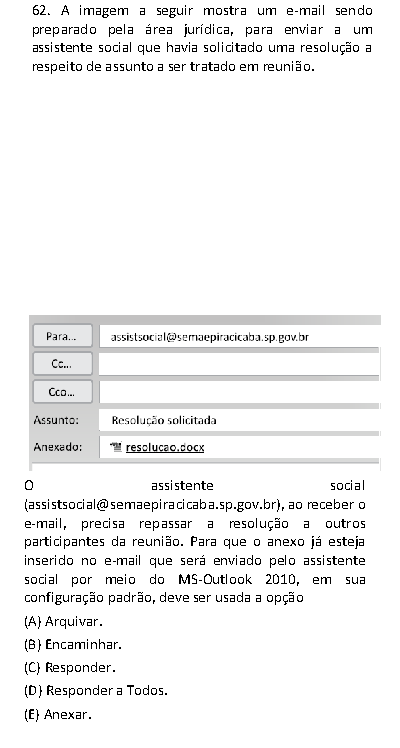 62. A imagem a seguir mostra um e-mail sendo
preparado pela área jurídica, para enviar a um
assistente social que havia solicitado uma resolução a
respeito de assunto a ser tratado em reunião.
Para... assistsocial@semaepiracicaba.sp.gov.br
Cc...
Cco...
Assunto: Resolução solicitada
Anexado: resolucao.docx
O assistente social
(assistsocial@semaepiracicaba.sp.gov.br), ao receber o
e-mail, precisa repassar a resolução a outros
participantes da reunião. Para que o anexo já esteja
inserido no e-mail que será enviado pelo assistente
social por meio do MS-Outlook 2010, em sua
configuração padrão, deve ser usada a opção
(A) Arquivar.
(B) Encaminhar.
(C) Responder.
(D) Responder a Todos.
(E) Anexar.